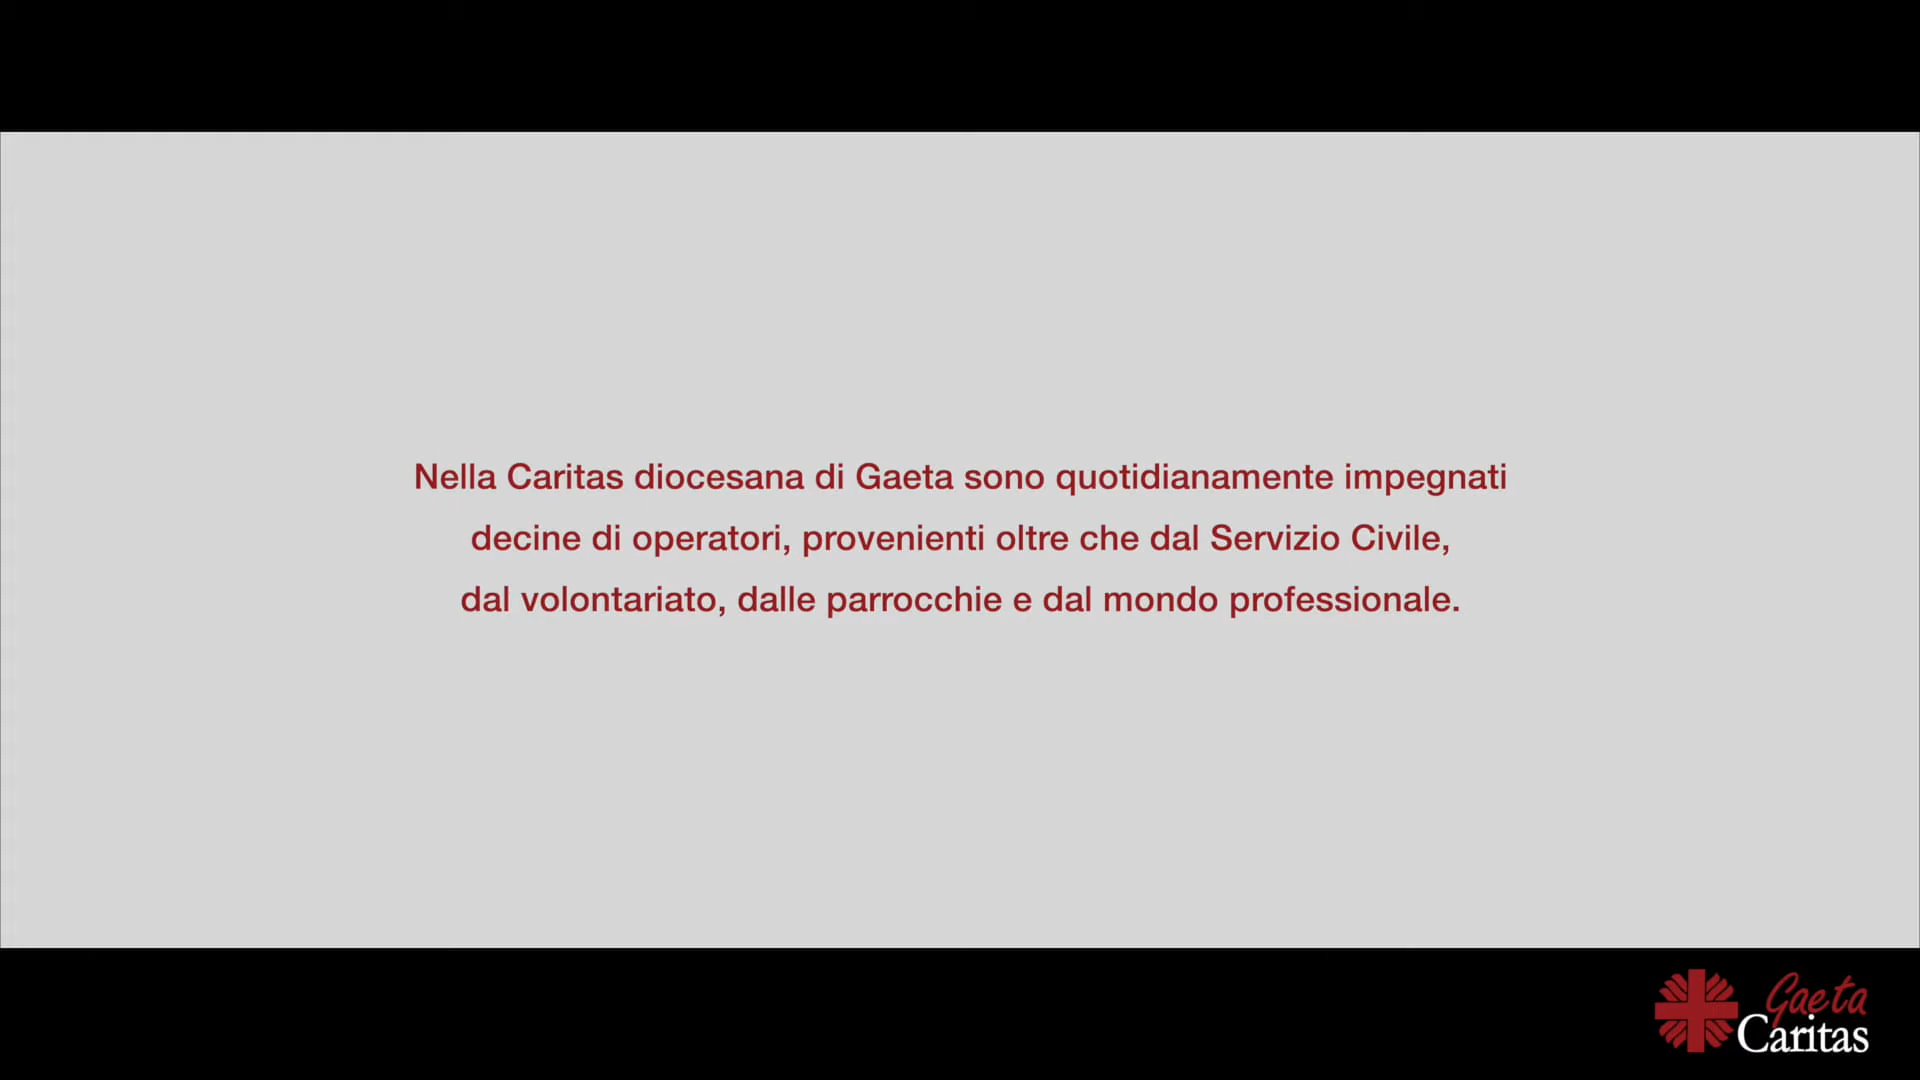 Nella Caritas diocesana di Gaeta sono quotidianamente impegnati
decine di operatori, provenienti oltre che dal Servizio Civile,
dal volontariato, dalle parrocchie e dal mondo professionale.
Gaeta
Caritas